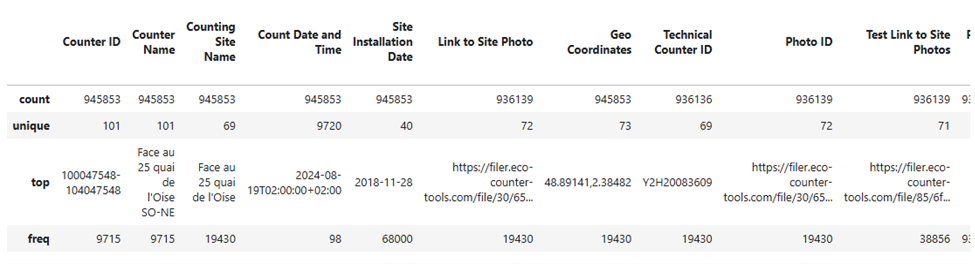 Counter ID Counter Name Counting Site Name Count Date and Time Site Installation Date Link to Site Photo Geo Coordinates Technical Counter ID Photo ID Test Link to Site Photos
count 945853 945853 945853 945853 945853 936139 945853 936136 936139 936139
unique 101 101 69 9720 40 72 73 69 72 71
top 100047548-104047548 Face au 25 quai de l'Oise SO-NE Face au 25 quai de l'Oise 2024-08-19T02:00:00+02:00 2018-11-28 https://filer.eco-counter-tools.com/file/30/65... 48.89141,2.38482 Y2H20083609 https://filer.eco-counter-tools.com/file/30/65... https://filer.eco-counter-tools.com/file/85/6f...
freq 9715 9715 19430 98 68000 19430 19430 19430 19430 38856